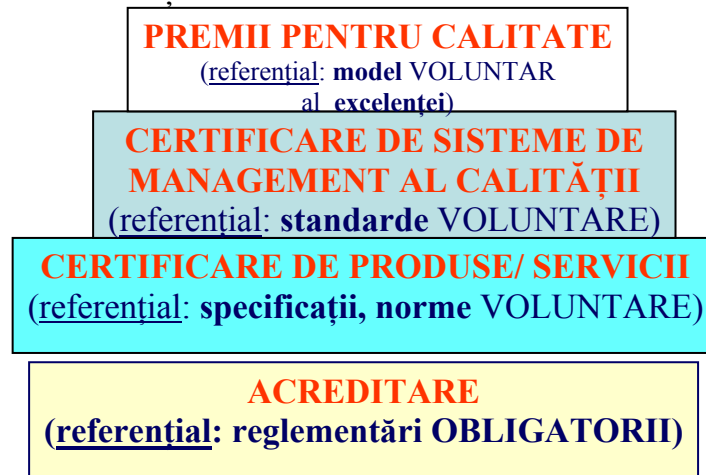 PREMII PENTRU CALITATE
(referențial: model VOLUNTAR
al excelenței)
CERTIFICARE DE SISTEME DE
MANAGEMENT AL CALITĂȚII
(referențial: standarde VOLUNTARE)
CERTIFICARE DE PRODUSE/ SERVICII
(referențial: specificații, norme VOLUNTARE)
ACREDITARE
(referențial: reglementări OBLIGATORII)